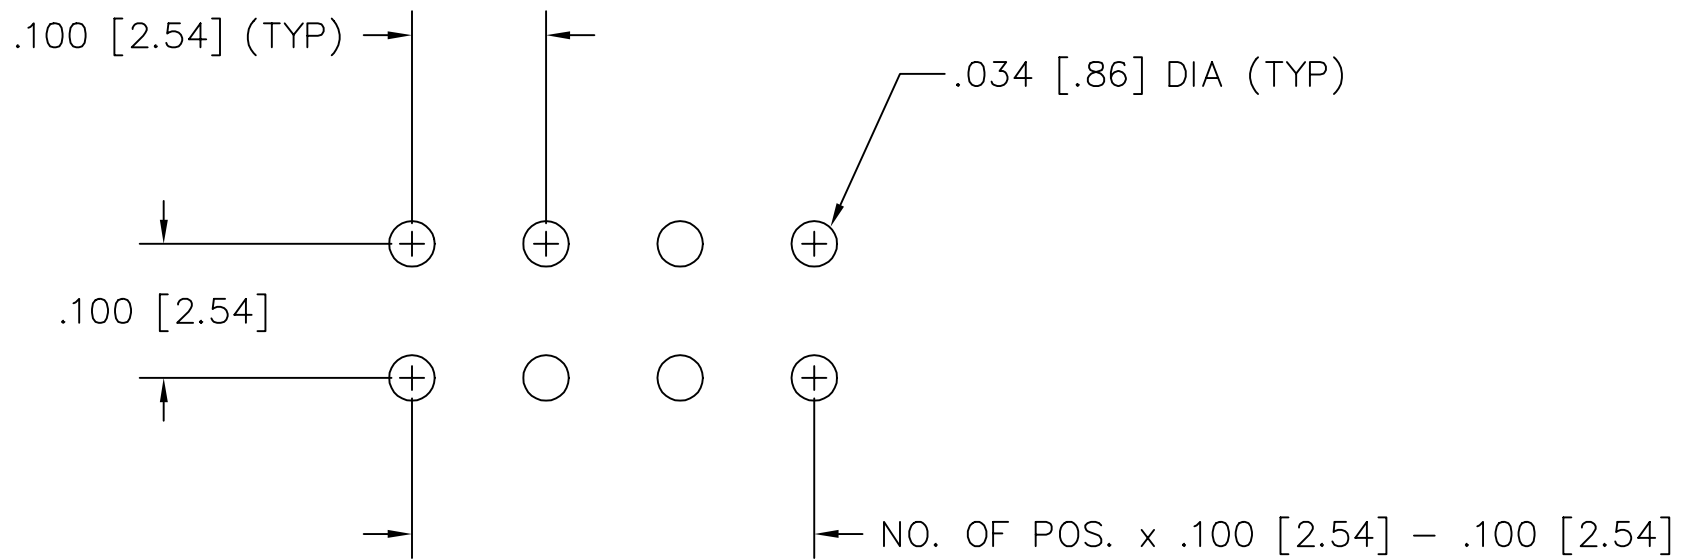 .100 [2.54] (TYP)
.034 [.86] DIA (TYP)
.100 [2.54]
NO. OF POS. x .100 [2.54] – .100 [2.54]